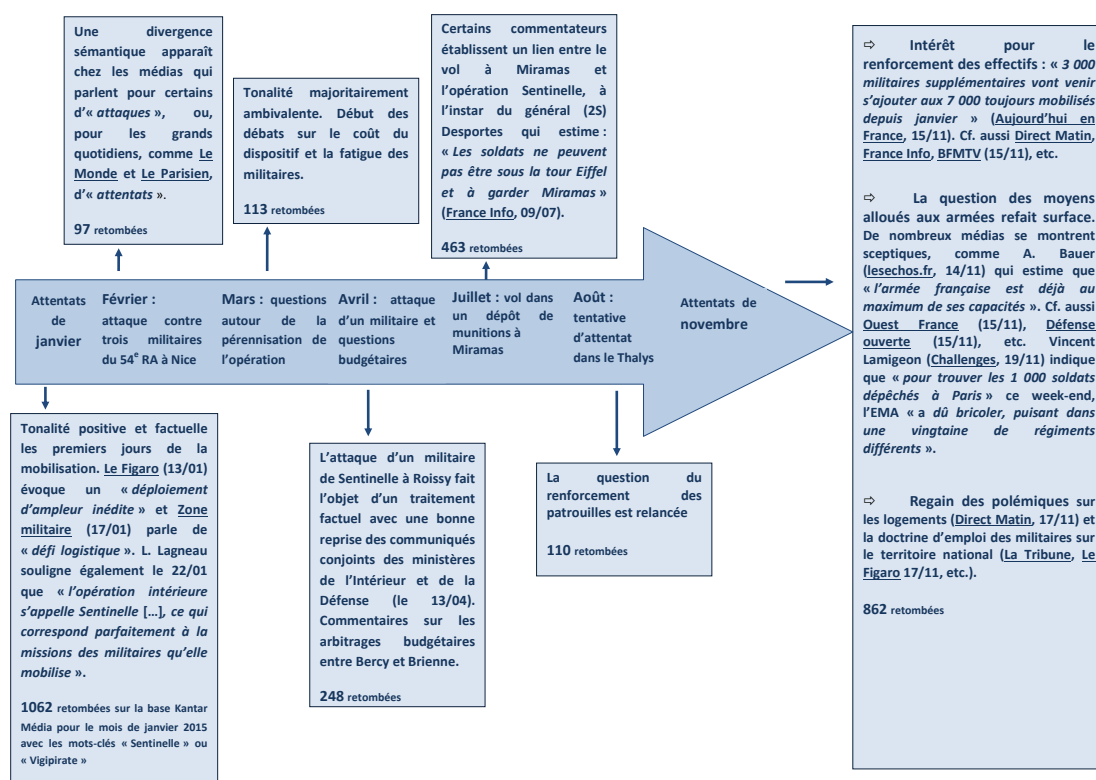 Une divergence
sémantique apparaît
chez les médias qui
parlent pour certains
d'« attaques », ou,
pour les grands
quotidiens, comme Le
Monde et Le Parisien,
d'« attentats ».
97 retombées
Tonalité majoritairement
ambivalente. Début des
débats sur le coût du
dispositif et la fatigue des
militaires.
113 retombées
Certains commentateurs
établissent un lien entre le
vol à Miramas et
l'opération Sentinelle, à
l'instar du général (2S)
Desportes qui estime :
« Les soldats ne peuvent
pas être sous la tour Eiffel
et à garder Miramas »
(France Info, 09/07).
463 retombées
Attentats
de
janvier
Février :
attaque contre
trois militaires
du 54e RA à Nice
Mars : questions
autour de la
pérennisation de
l'opération
Avril : attaque
d'un militaire et
questions
budgétaires
Juillet : vol dans
un dépôt de
munitions à
Miramas
Août :
tentative
d'attentat
dans le Thalys
Attentats de
novembre
Tonalité positive et factuelle
les premiers jours de la
mobilisation. Le Figaro (13/01)
évoque un « déploiement
d'ampleur inédite » et Zone
militaire (17/01) parle de
« défi logistique ». L. Lagneau
souligne également le 22/01
que « l'opération intérieure
s'appelle Sentinelle […], ce qui
correspond parfaitement à la
missions des militaires qu'elle
mobilise ».
1062 retombées sur la base Kantar
Média pour le mois de janvier 2015
avec les mots-clés « Sentinelle » ou
« Vigipirate »
L'attaque d'un militaire
de Sentinelle à Roissy fait
l'objet d'un traitement
factuel avec une bonne
reprise des communiqués
conjoints des ministères
de l'Intérieur et de la
Défense (le 13/04).
Commentaires sur les
arbitrages budgétaires
entre Bercy et Brienne.
248 retombées
La question du
renforcement des
patrouilles est relancée
110 retombées
⇨ Intérêt pour le
renforcement des effectifs : « 3 000
militaires supplémentaires vont venir
s'ajouter aux 7 000 toujours mobilisés
depuis janvier » (Aujourd'hui en
France, 15/11). Cf. aussi Direct Matin,
France Info, BFMTV (15/11), etc.
⇨ La question des moyens
alloués aux armées refait surface.
De nombreux médias se montrent
sceptiques, comme A. Bauer
(lesechos.fr, 14/11) qui estime que
« l'armée française est déjà au
maximum de ses capacités ». Cf. aussi
Ouest France (15/11), Défense
ouverte (15/11), etc. Vincent
Lamigeon (Challenges, 19/11) indique
que « pour trouver les 1 000 soldats
dépêchés à Paris » ce week-end,
l'EMA « a dû bricoler, puisant dans
une vingtaine de régiments
différents ».
⇨ Regain des polémiques sur
les logements (Direct Matin, 17/11) et
la doctrine d'emploi des militaires sur
le territoire national (La Tribune, Le
Figaro 17/11, etc.).
862 retombées